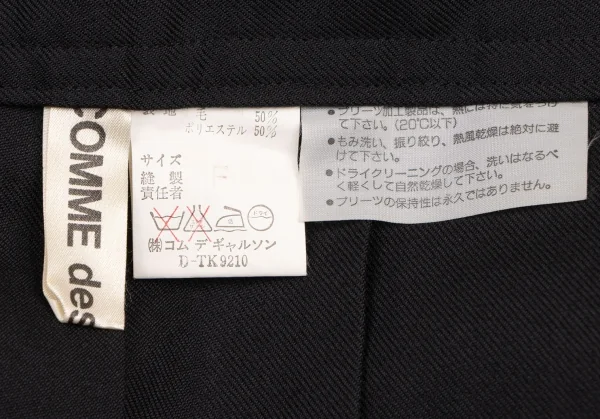 COMME des
表地 毛 50%
ポリエステル 50%
サイズ
縫製
責任者
ドライ
㈱コム デ ギャルソン
D-TK9210
●プリーツ加工製品は、熱には特に気をつけ
て下さい。(20℃以下)
●もみ洗い、振り絞り、熱風乾燥は絶対に避
けて下さい。
●ドライクリーニングの場合、洗いはなるべ
く軽くして自然乾燥して下さい。
●プリーツの保持性は永久ではありません。